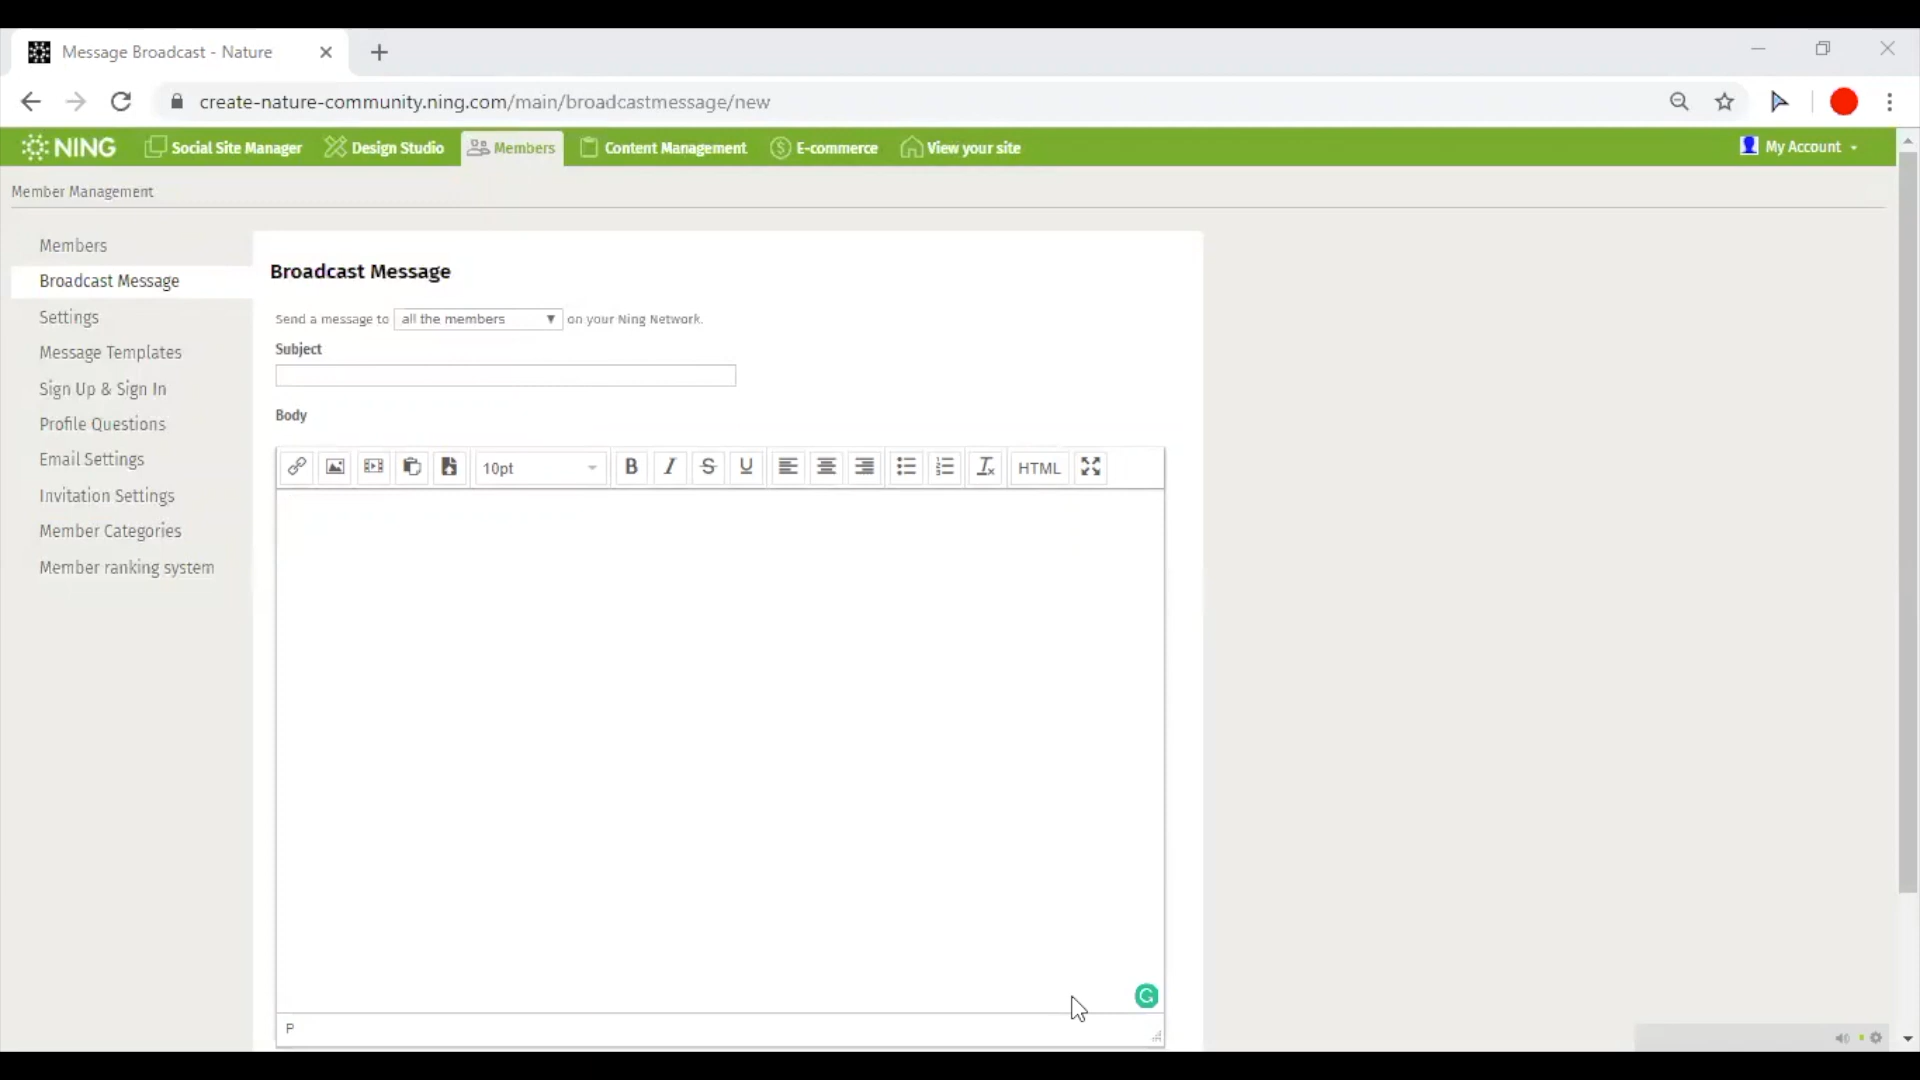 Message Broadcast - Nature
create-nature-community.ning.com/main/broadcastmessage/new
NING Social Site Manager Design Studio Members Content Management E-commerce View your site My Account
Member Management
Members
Broadcast Message
Settings
Message Templates
Sign Up & Sign In
Profile Questions
Email Settings
Invitation Settings
Member Categories
Member ranking system
Broadcast Message
Send a message to all the members on your Ning Network.
Subject
Body
10pt B I S U HTML
P